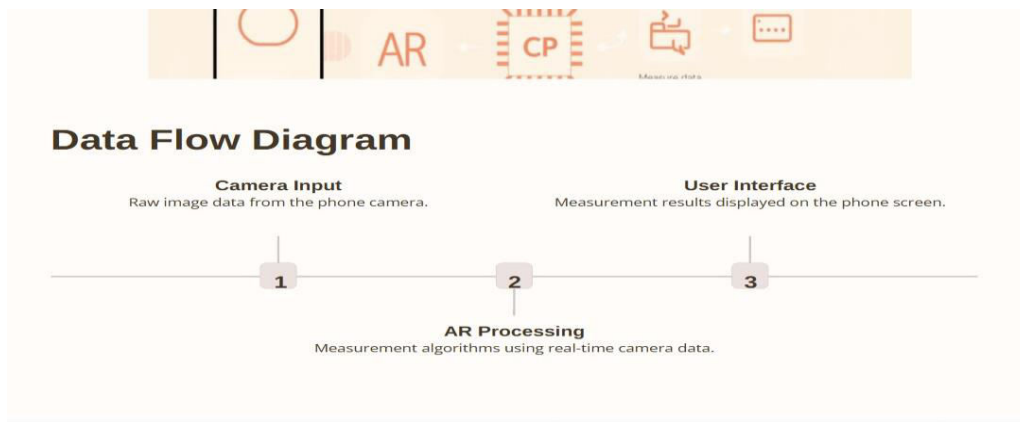 AR
CP
Measure data
Data Flow Diagram
Camera Input
Raw image data from the phone camera.
User Interface
Measurement results displayed on the phone screen.
1
2
3
AR Processing
Measurement algorithms using real-time camera data.